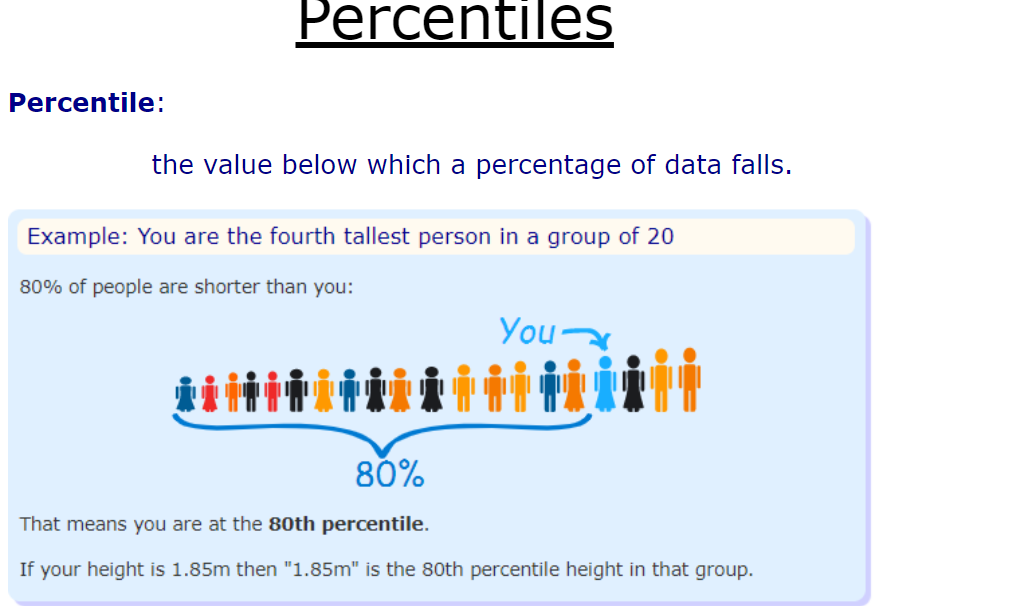 Percentiles
Percentile:
the value below which a percentage of data falls.
Example: You are the fourth tallest person in a group of 20
80% of people are shorter than you:
You
80%
That means you are at the 80th percentile.
If your height is 1.85m then "1.85m" is the 80th percentile height in that group.